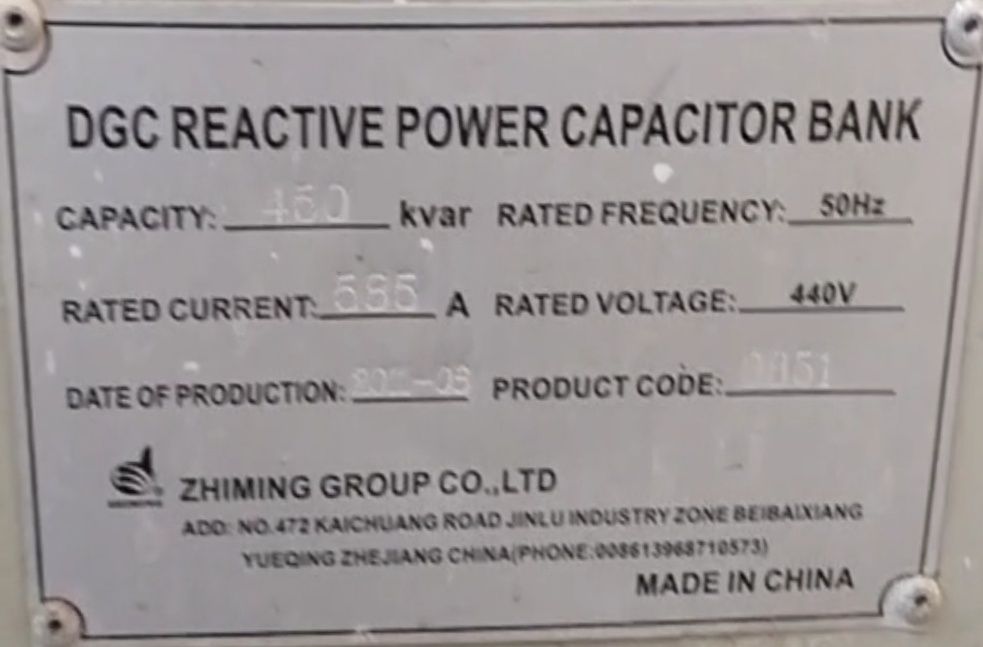 DGC REACTIVE POWER CAPACITOR BANK
CAPACITY: 450 kvar RATED FREQUENCY: 50Hz
RATED CURRENT: A RATED VOLTAGE: 440V
DATE OF PRODUCTION: PRODUCT CODE:
ZHIMING GROUP CO.,LTD
ADD: NO.472 KAICHUANG ROAD JINLU INDUSTRY ZONE BEIBAIXIANG
YUEQING ZHEJIANG CHINA(PHONE:008613968710573)
MADE IN CHINA